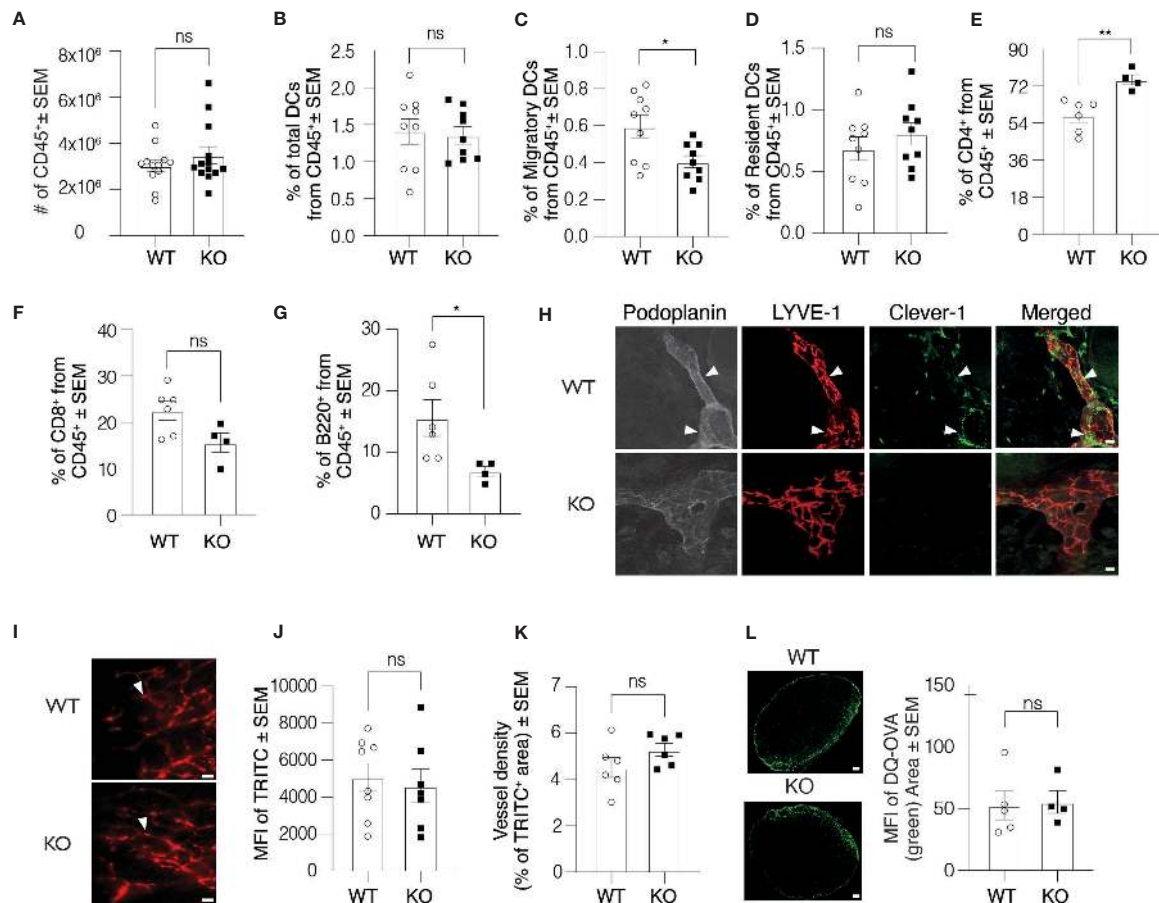 A
ns
# of CD45⁺± SEM
8x10⁶
6x10⁶
4x10⁶
2x10⁶
0
WT
KO
B
ns
% of total DCs
from CD45⁺± SEM
2.5
2.0
1.5
1.0
0.5
0.0
WT
KO
C
*
% of Migratory DCs
from CD45⁺± SEM
1.0
0.8
0.6
0.4
0.2
0.0
WT
KO
D
ns
% of Resident DCs
from CD45⁺± SEM
1.5
1.0
0.5
0.0
WT
KO
E
**
% of CD4⁺ from
CD45⁺ ± SEM
90
72
54
36
18
0
WT
KO
F
ns
% of CD8⁺ from
CD45⁺ ± SEM
40
30
20
10
0
WT
KO
G
*
% of B220⁺ from
CD45⁺ ± SEM
30
20
10
0
WT
KO
H
Podoplanin
LYVE-1
Clever-1
Merged
WT
KO
I
WT
KO
J
ns
MFI of TRITC ± SEM
10000
8000
6000
4000
2000
0
WT
KO
K
ns
Vessel density
(% of TRITC⁺ area) ± SEM
7
6
4
2
0
WT
KO
L
WT
KO
ns
MFI of DQ-OVA
(green) Area ± SEM
150
100
50
0
WT
KO